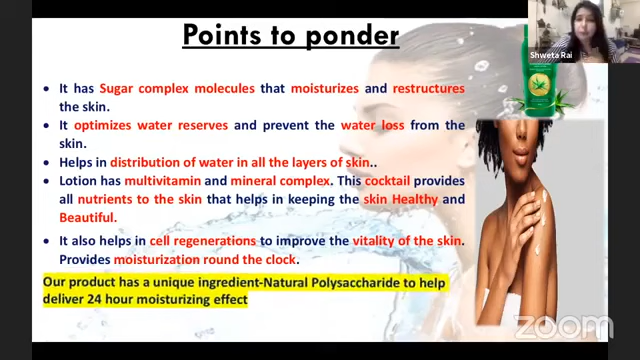 Points to ponder
Shweta Rai
• It has Sugar complex molecules that moisturizes and restructures
the skin.
• It optimizes water reserves and prevent the water loss from the
skin.
• Helps in distribution of water in all the layers of skin..
• Lotion has multivitamin and mineral complex. This cocktail provides
all nutrients to the skin that helps in keeping the skin Healthy and
Beautiful.
• It also helps in cell regenerations to improve the vitality of the skin.
Provides moisturization round the clock.
Our product has a unique ingredient-Natural Polysaccharide to help
deliver 24 hour moisturizing effect
zoom